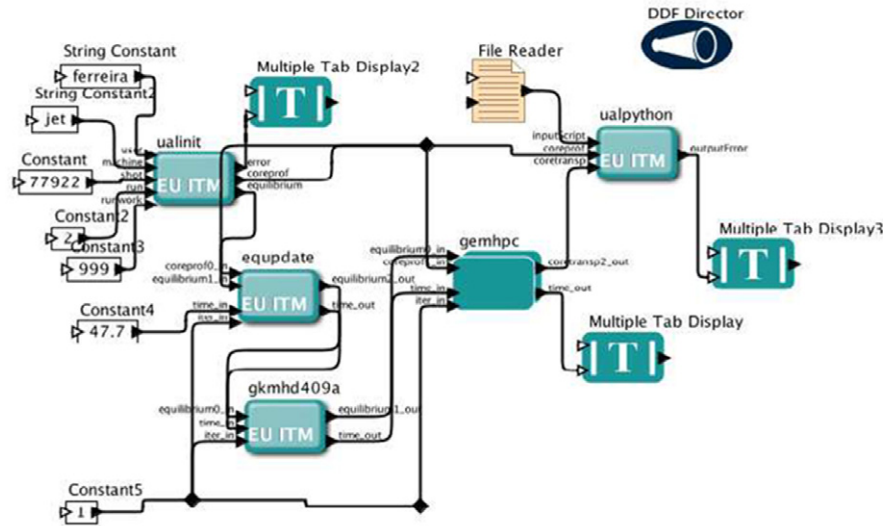 DDF Director
String Constant
ferreira
File Reader
Multiple Tab Display2
T
String Constant2
jet
ualinit
ualpython
machine
shot
run
runwork
EU ITM
error
coreprof
equilibrium
inputScript
coreprof
coretransp
EU ITM
outputError
Constant
77922
Constant2
2
Constant3
999
Multiple Tab Display3
T
equpdate
coreprof0_in
equilibrium1_in
time_in
iter_in
EU ITM
equilibrium2_out
time_out
gemhpc
equilibrium0_in
coreprof1_in
time_in
iter_in
coretransp2_out
time_out
Constant4
47.7
Multiple Tab Display
T
gkmhd409a
equilibrium0_in
time_in
iter_in
EU ITM
equilibrium1_out
time_out
Constant5
1